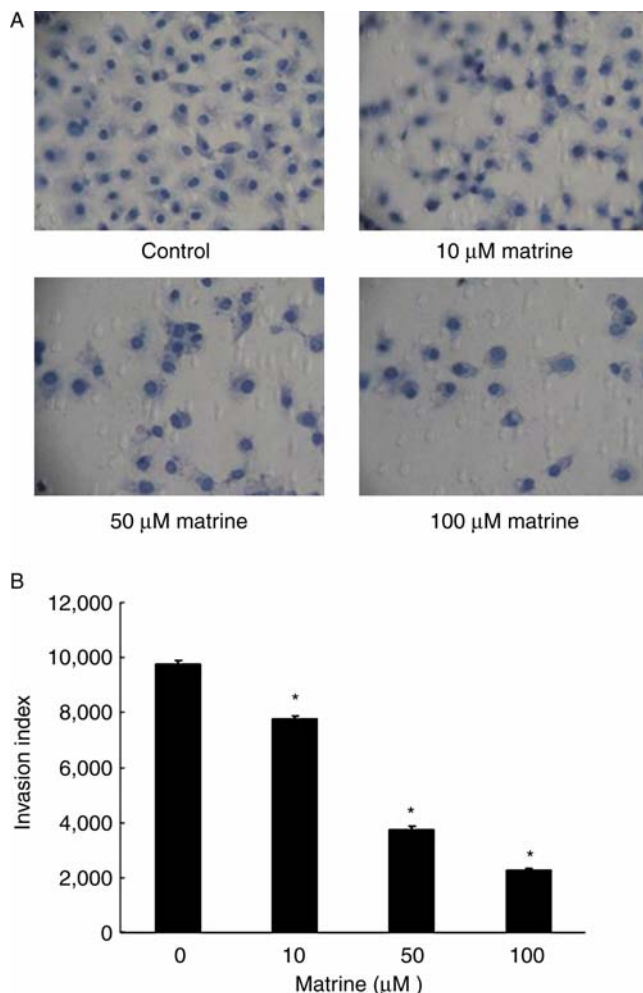 A
Control
10 μM matrine
50 μM matrine
100 μM matrine
B
12,000
10,000
8,000
6,000
4,000
2,000
0
Invasion index
*
*
*
0 10 50 100
Matrine (μM )